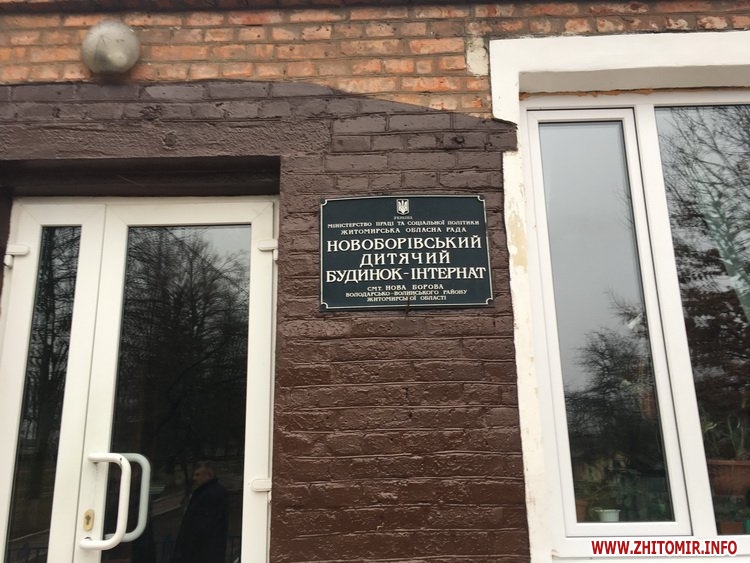 УКРАЇНА
МІНІСТЕРСТВО ПРАЦІ ТА СОЦІАЛЬНОЇ ПОЛІТИКИ
ЖИТОМИРСЬКА ОБЛАСНА РАДА
НОВОБОРІВСЬКИЙ
ДИТЯЧИЙ
БУДИНОК-ІНТЕРНАТ
СМТ. НОВА БОРОВА
ВОЛОДАРСЬКО-ВОЛИНСЬКОГО РАЙОНУ
ЖИТОМИРСЬКОЇ ОБЛАСТІ
WWW.ZHITOMIR.INFO